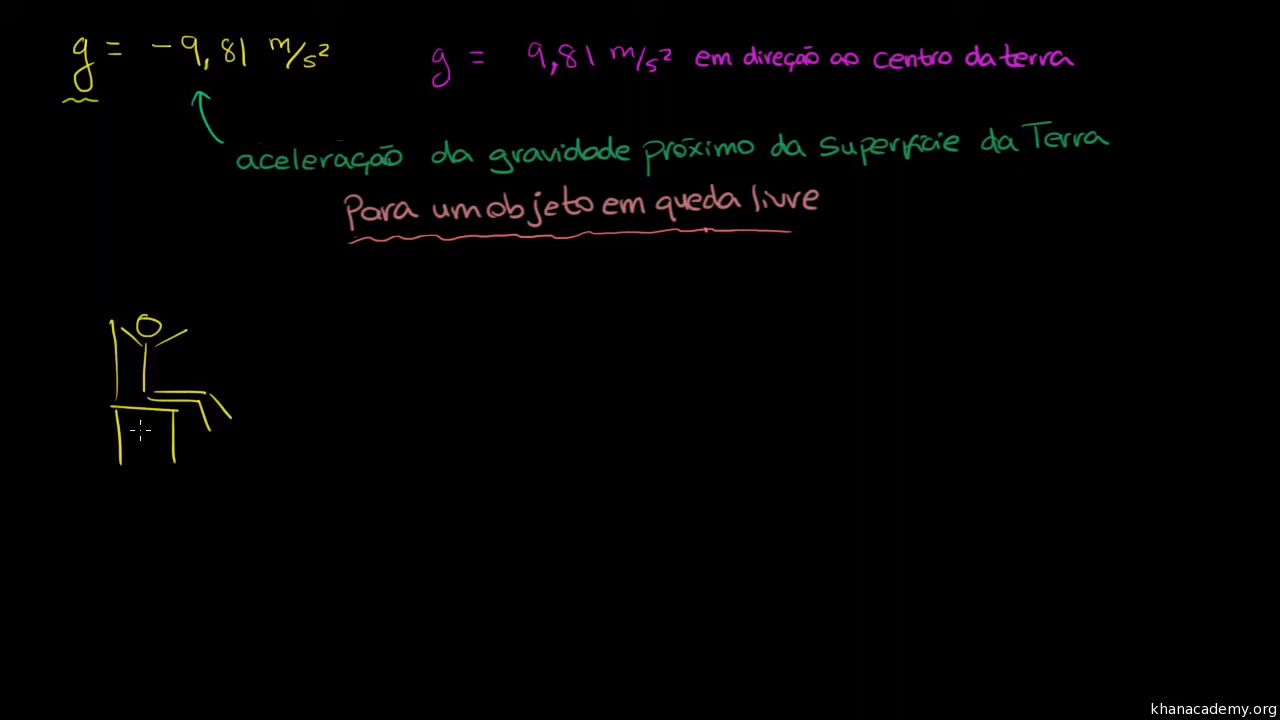 g = -9,81 m/s² g = 9,81 m/s² em direção ao centro da terra
aceleração da gravidade próximo da superfície da Terra
Para um objeto em queda livre
khanacademy.org